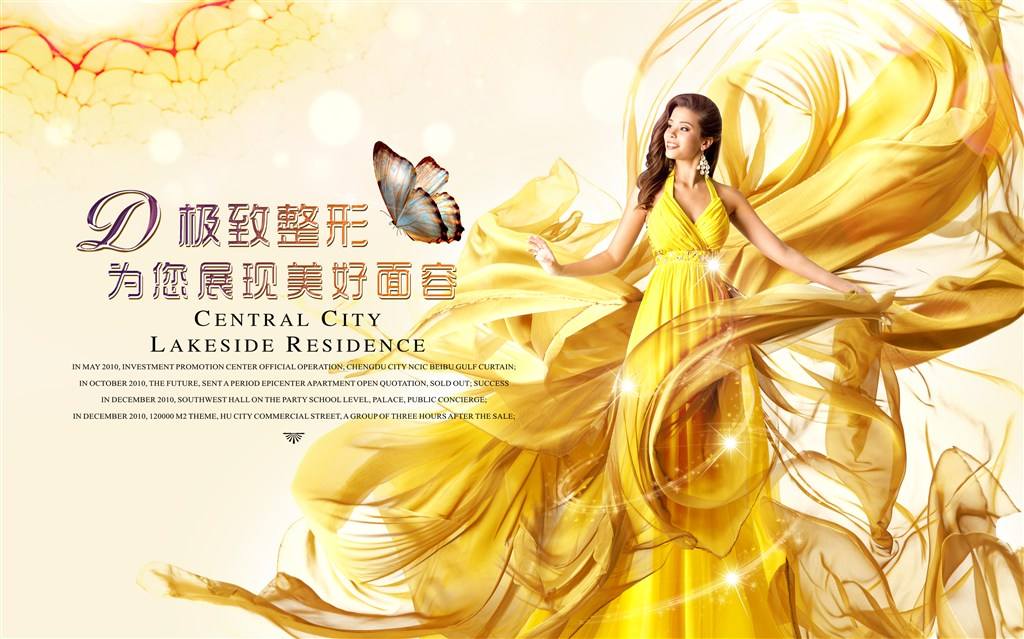 D 极致整形
为您展现美好面容
CENTRAL CITY
LAKESIDE RESIDENCE
IN MAY 2010, INVESTMENT PROMOTION CENTER OFFICIAL OPERATION, CHENGDU CITY NCIC BEIBU GULF CURTAIN;
IN OCTOBER 2010, THE FUTURE, SENT A PERIOD EPICENTER APARTMENT OPEN QUOTATION, SOLD OUT; SUCCESS
IN DECEMBER 2010, SOUTHWEST HALL ON THE PARTY SCHOOL LEVEL, PALACE, PUBLIC CONCIERGE;
IN DECEMBER 2010, 120000 M2 THEME, HU CITY COMMERCIAL STREET, A GROUP OF THREE HOURS AFTER THE SALE;